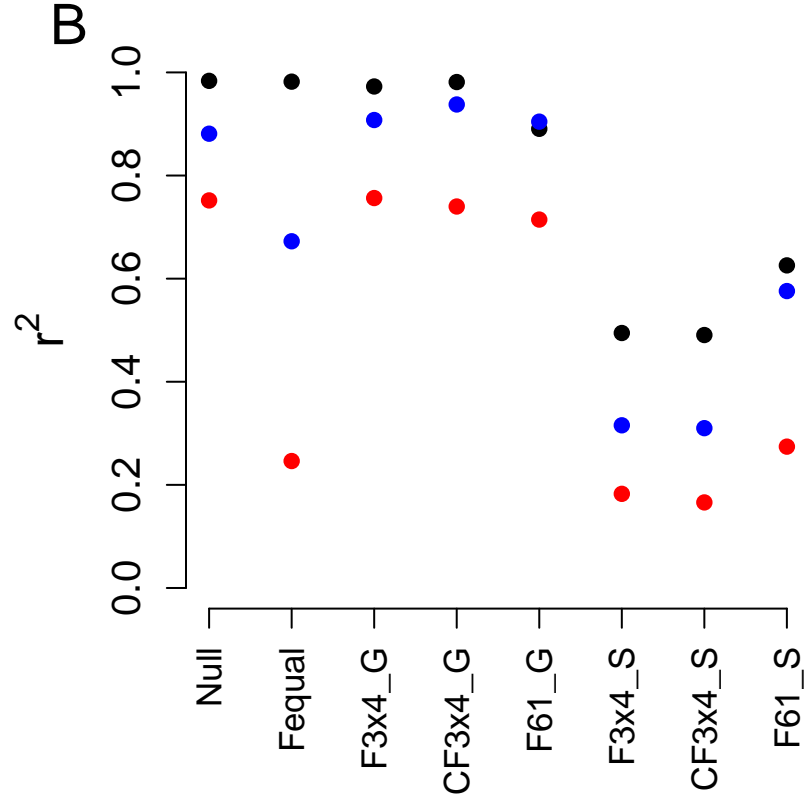 B
r²
1.0
0.8
0.6
0.4
0.2
0.0
Null
Fequal
F3x4_G
CF3x4_G
F61_G
F3x4_S
CF3x4_S
F61_S